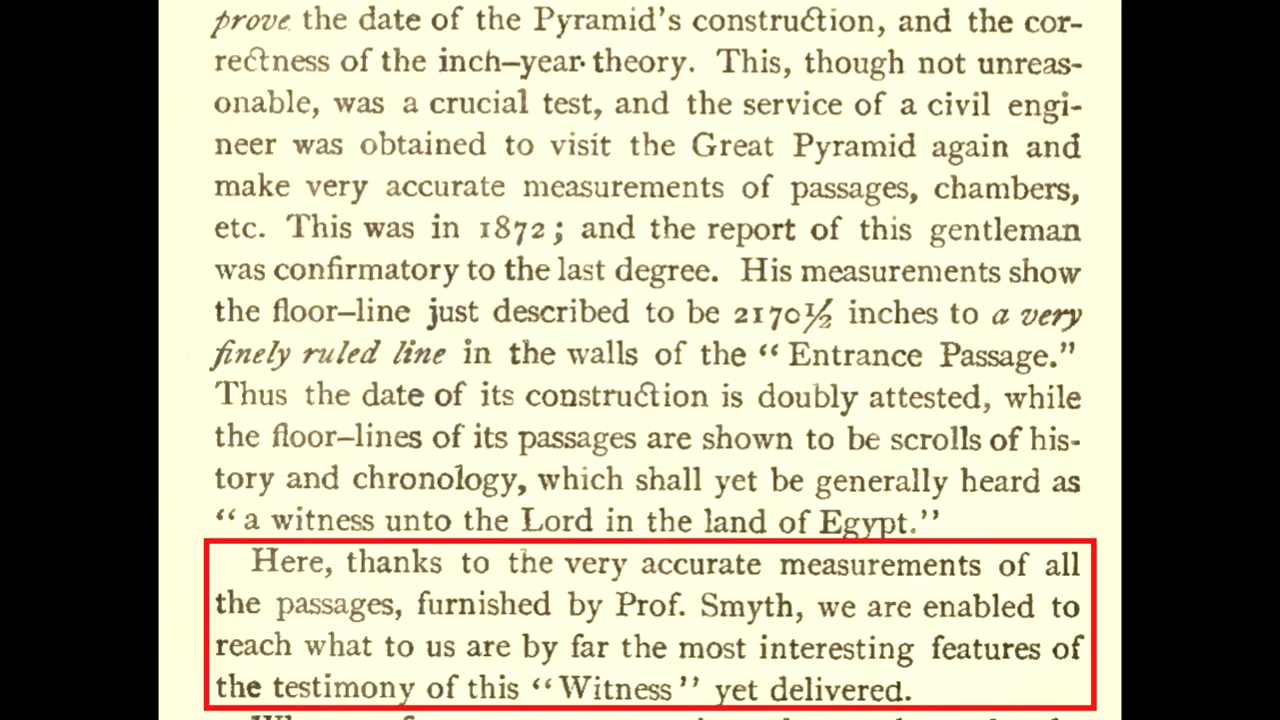 prove the date of the Pyramid's construction, and the cor-
rectness of the inch–year theory. This, though not unreas-
onable, was a crucial test, and the service of a civil engi-
neer was obtained to visit the Great Pyramid again and
make very accurate measurements of passages, chambers,
etc. This was in 1872; and the report of this gentleman
was confirmatory to the last degree. His measurements show
the floor–line just described to be 2170½ inches to a very
finely ruled line in the walls of the “Entrance Passage.”
Thus the date of its construction is doubly attested, while
the floor–lines of its passages are shown to be scrolls of his-
tory and chronology, which shall yet be generally heard as
“a witness unto the Lord in the land of Egypt.”
Here, thanks to the very accurate measurements of all
the passages, furnished by Prof. Smyth, we are enabled to
reach what to us are by far the most interesting features of
the testimony of this “Witness” yet delivered.